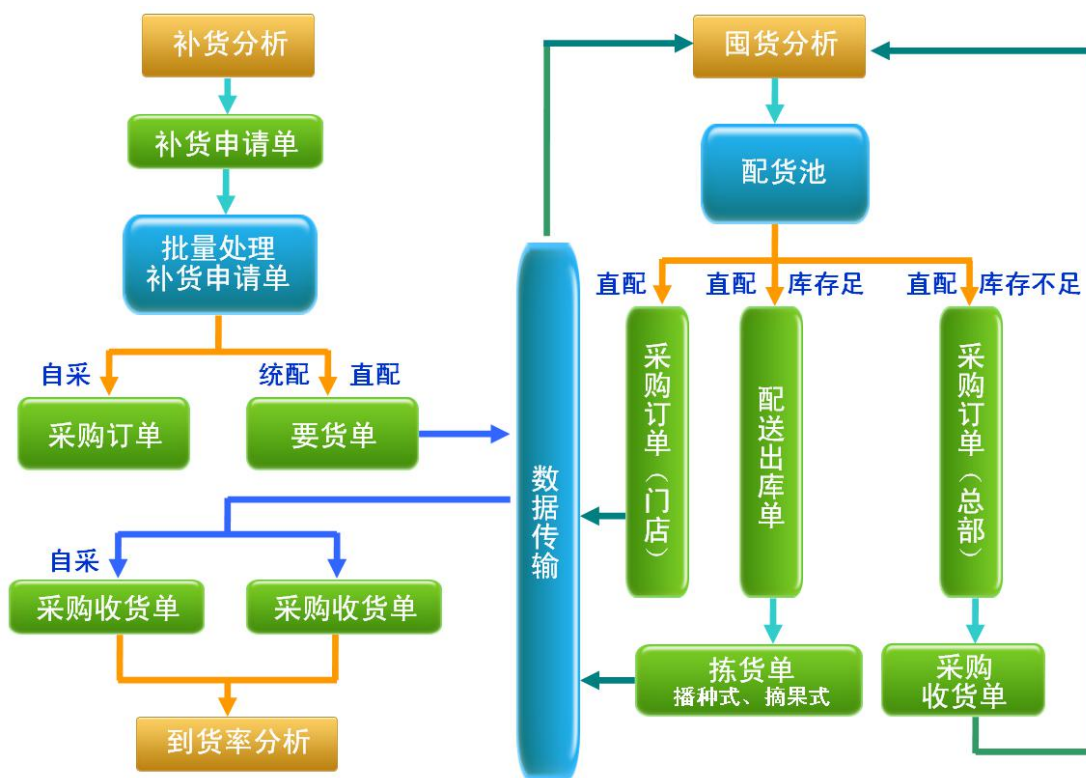 补货分析
补货申请单
批量处理
补货申请单
自采
统配
直配
采购订单
要货单
自采
采购收货单
采购收货单
到货率分析
数据传输
囤货分析
配货池
直配
直配
库存足
直配
库存不足
采购订单（门店）
配送出库单
采购订单（总部）
拣货单
播种式、摘果式
采购
收货单